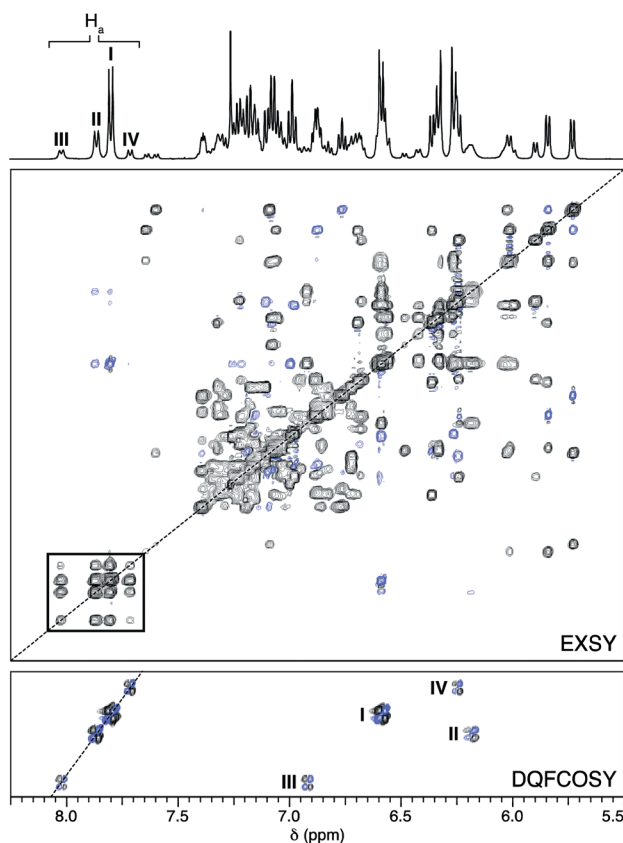 Ha
I
II
III
IV
EXSY
IV
I
II
III
DQFCOSY
8.0 7.5 7.0 6.5 6.0 5.5
δ (ppm)